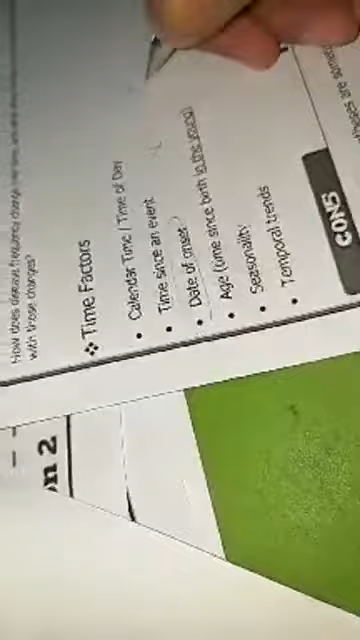 How does disease frequency change
with those changes?
❖ Time Factors
• Calendar Time / Time of Day
• Time since an event
• Date of onset
• Age (time since birth in the young)
• Seasonality
• Temporal trends
CONS
are
n 2